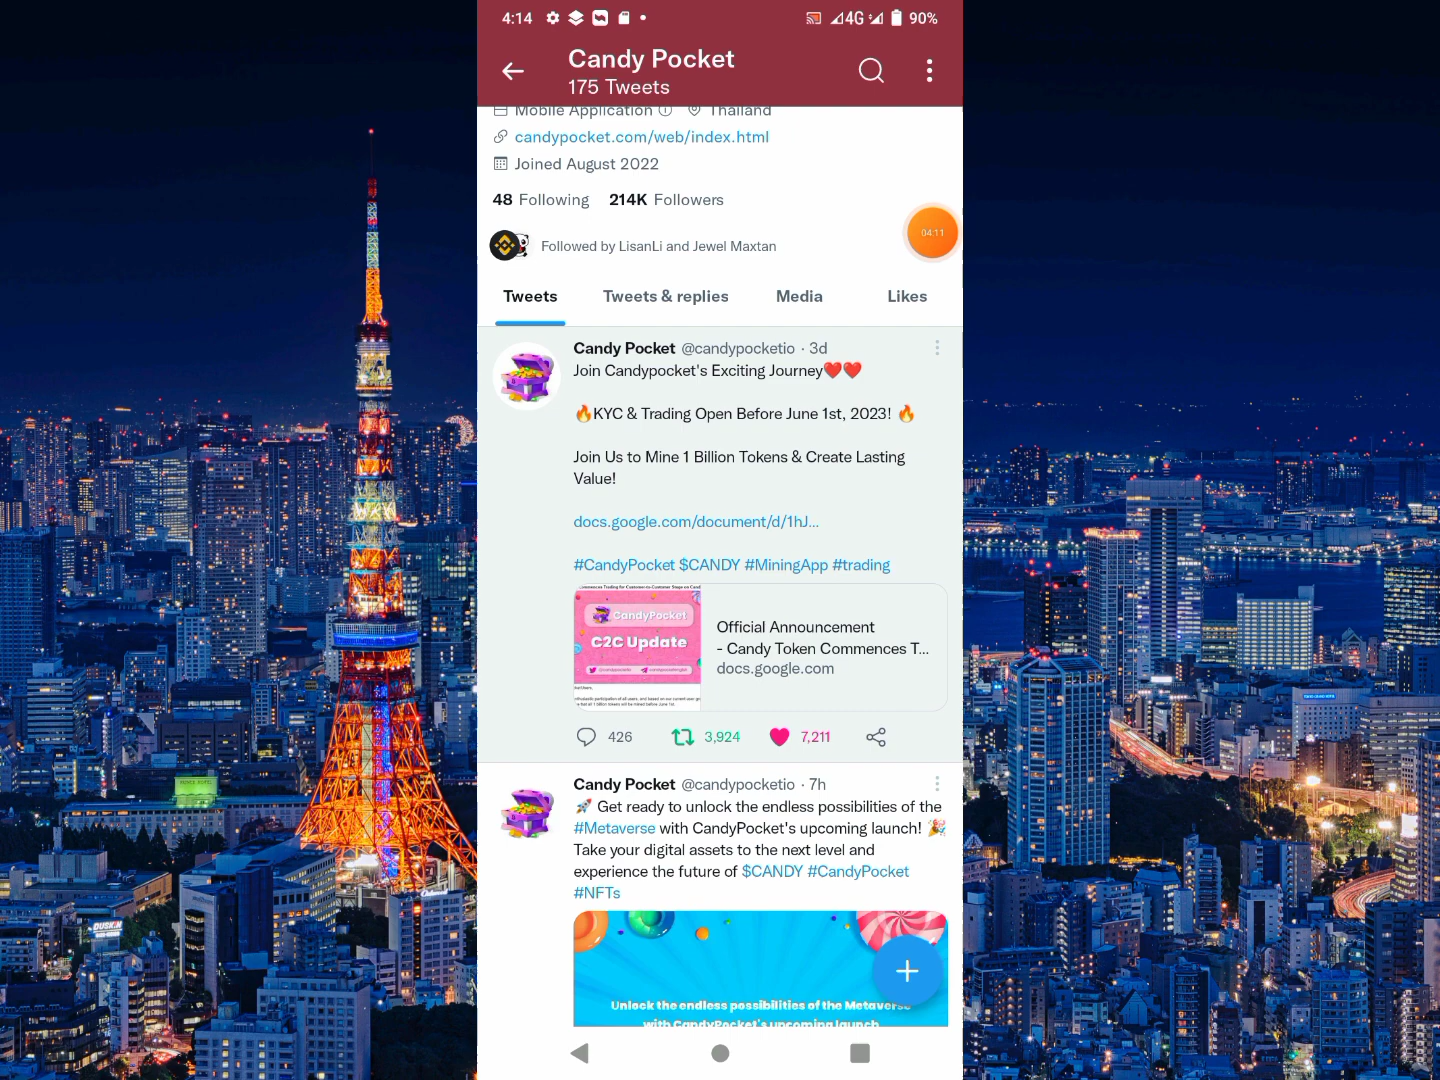 4:14
4G
90%
Candy Pocket
175 Tweets
Mobile Application
Thailand
candypocket.com/web/index.html
Joined August 2022
48 Following 214K Followers
04:11
Followed by LisanLi and Jewel Maxtan
Tweets Tweets & replies Media Likes
Candy Pocket @candypocketio · 3d
Join Candypocket's Exciting Journey❤️❤️
🔥KYC & Trading Open Before June 1st, 2023! 🔥
Join Us to Mine 1 Billion Tokens & Create Lasting
Value!
docs.google.com/document/d/1hJ...
#CandyPocket $CANDY #MiningApp #trading
CandyPocket
C2C Update
Official Announcement
- Candy Token Commences T...
docs.google.com
426 3,924 7,211
Candy Pocket @candypocketio · 7h
🚀 Get ready to unlock the endless possibilities of the
#Metaverse with CandyPocket's upcoming launch! 🎉
Take your digital assets to the next level and
experience the future of $CANDY #CandyPocket
#NFTs
Unlock the endless possibilities of the Metaverse
with CandyPocket's upcoming launch
DUSKIN